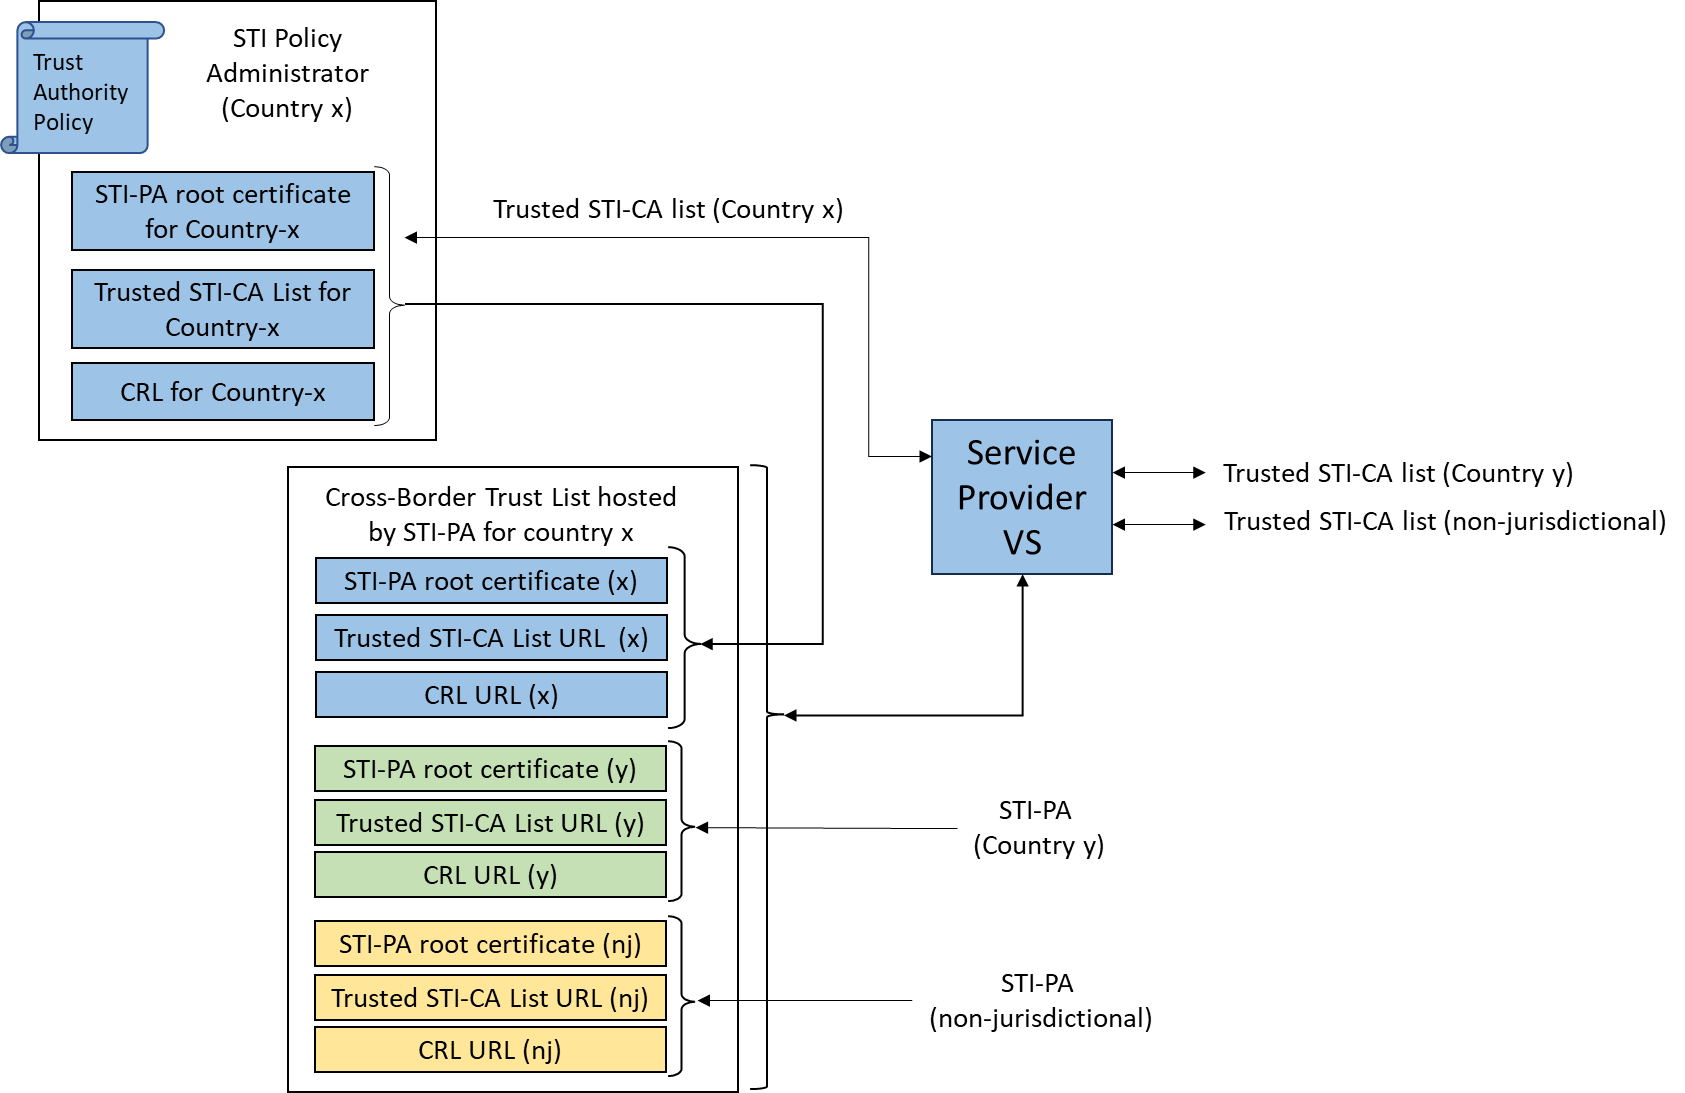 Trust
Authority
Policy
STI Policy
Administrator
(Country x)
STI-PA root certificate
for Country-x
Trusted STI-CA List for
Country-x
CRL for Country-x
Trusted STI-CA list (Country x)
Service
Provider
VS
Trusted STI-CA list (Country y)
Trusted STI-CA list (non-jurisdictional)
Cross-Border Trust List hosted
by STI-PA for country x
STI-PA root certificate (x)
Trusted STI-CA List URL  (x)
CRL URL (x)
STI-PA root certificate (y)
Trusted STI-CA List URL (y)
CRL URL (y)
STI-PA
(Country y)
STI-PA root certificate (nj)
Trusted STI-CA List URL (nj)
CRL URL (nj)
STI-PA
(non-jurisdictional)